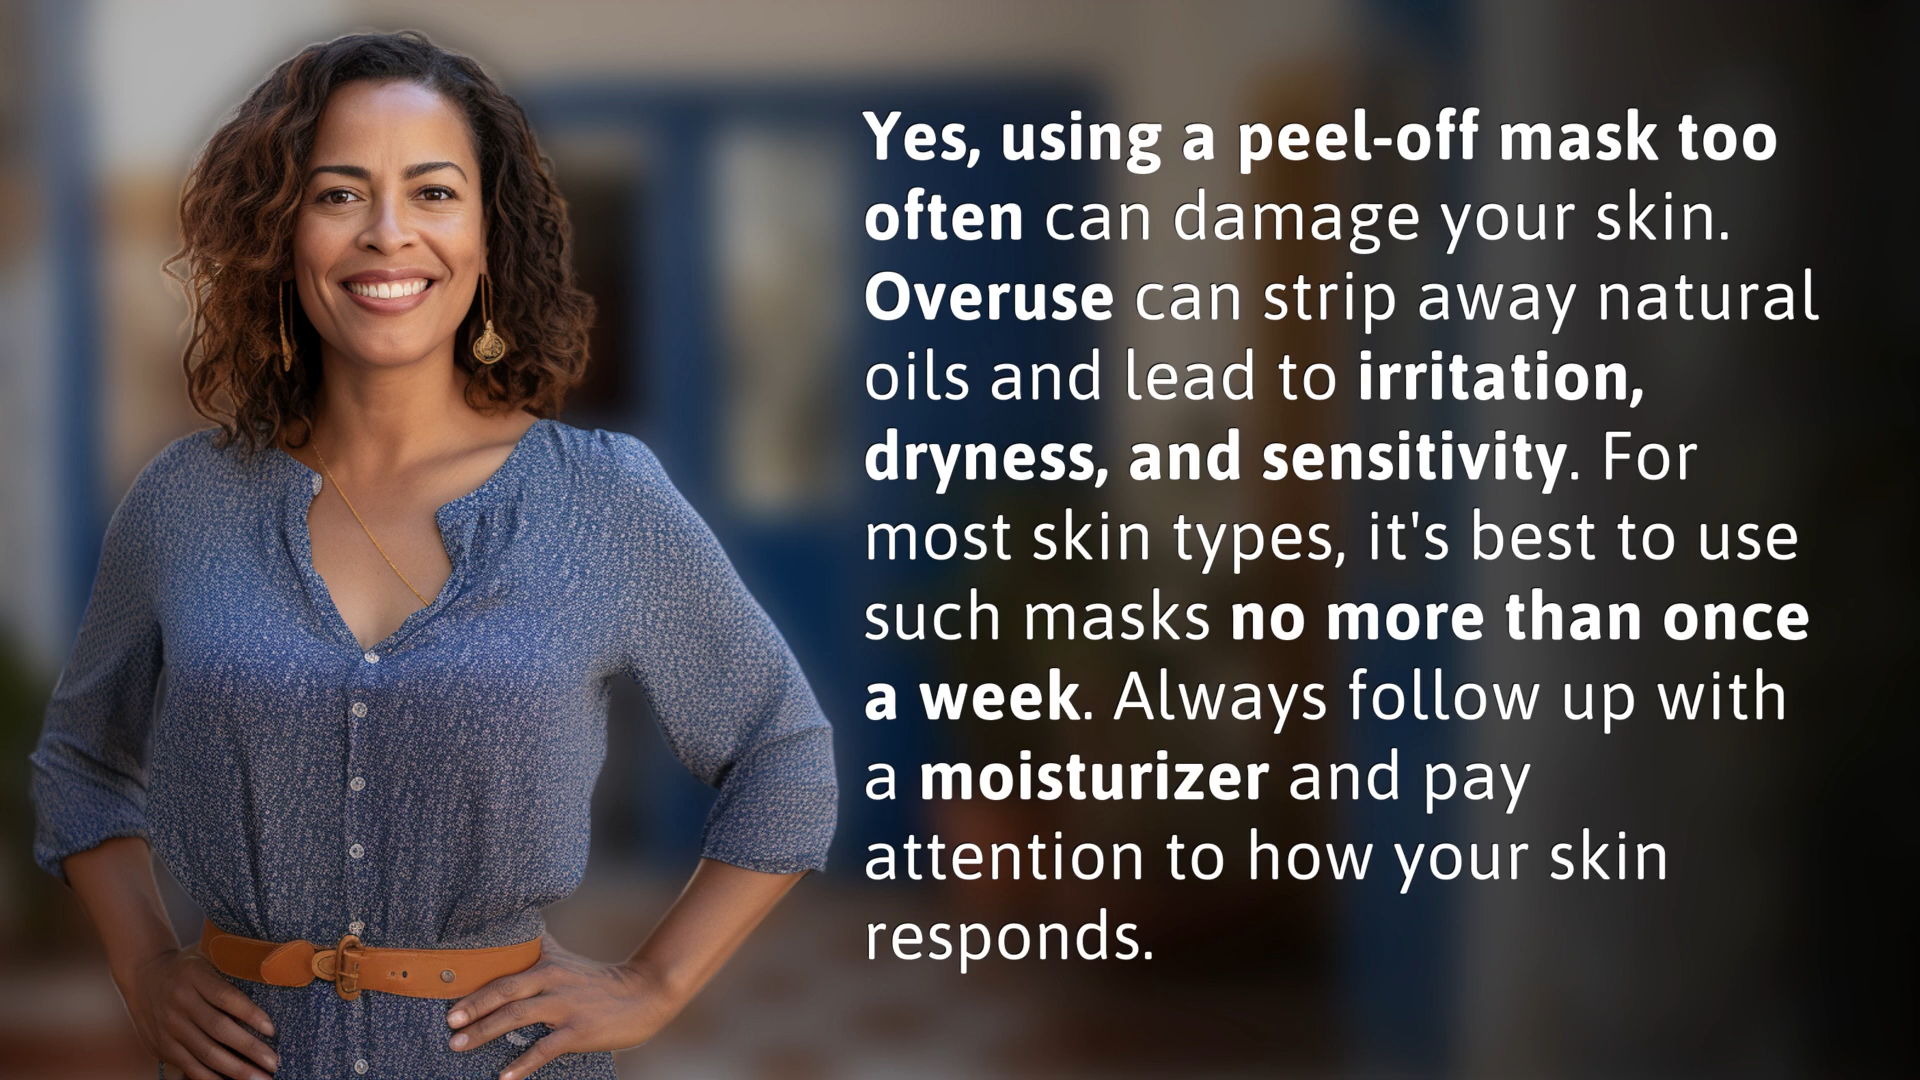 Yes, using a peel-off mask too
often can damage your skin.
Overuse can strip away natural
oils and lead to irritation,
dryness, and sensitivity. For
most skin types, it's best to use
such masks no more than once
a week. Always follow up with
a moisturizer and pay
attention to how your skin
responds.